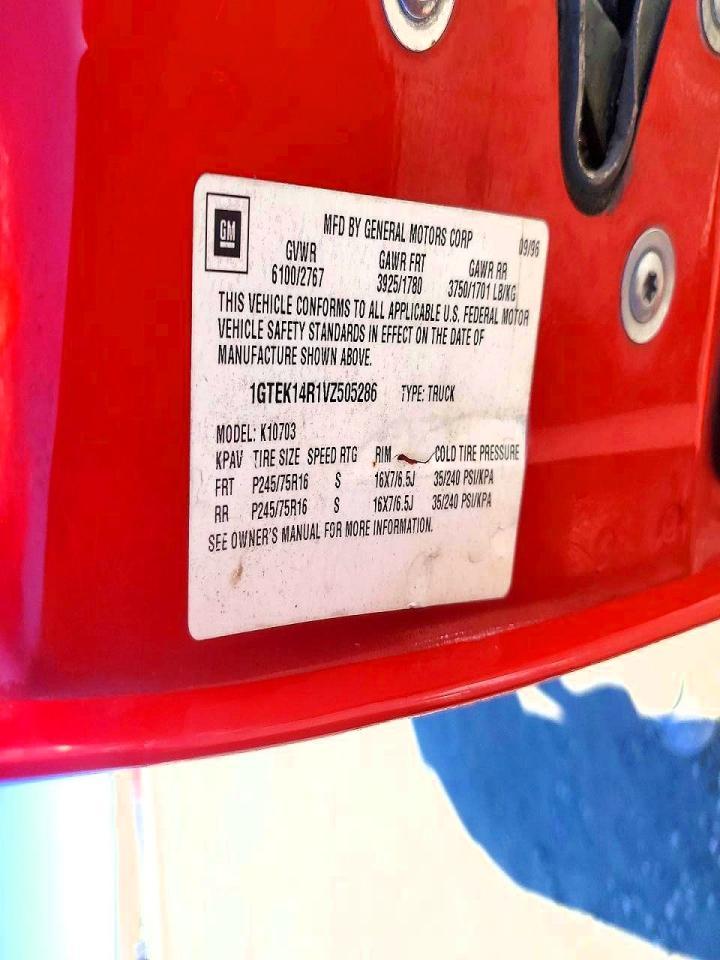 GM
MFD BY GENERAL MOTORS CORP 09/96
GVWR GAWR FRT GAWR RR
6100/2767 3925/1780 3750/1701 LB/KG
THIS VEHICLE CONFORMS TO ALL APPLICABLE U.S. FEDERAL MOTOR
VEHICLE SAFETY STANDARDS IN EFFECT ON THE DATE OF
MANUFACTURE SHOWN ABOVE.
1GTEK14R1VZ505286 TYPE: TRUCK
MODEL: K10703
KPAV TIRE SIZE SPEED RTG RIM COLD TIRE PRESSURE
FRT P245/75R16 S 16X7/6.5J 35/240 PSI/KPA
RR P245/75R16 S 16X7/6.5J 35/240 PSI/KPA
SEE OWNER'S MANUAL FOR MORE INFORMATION.